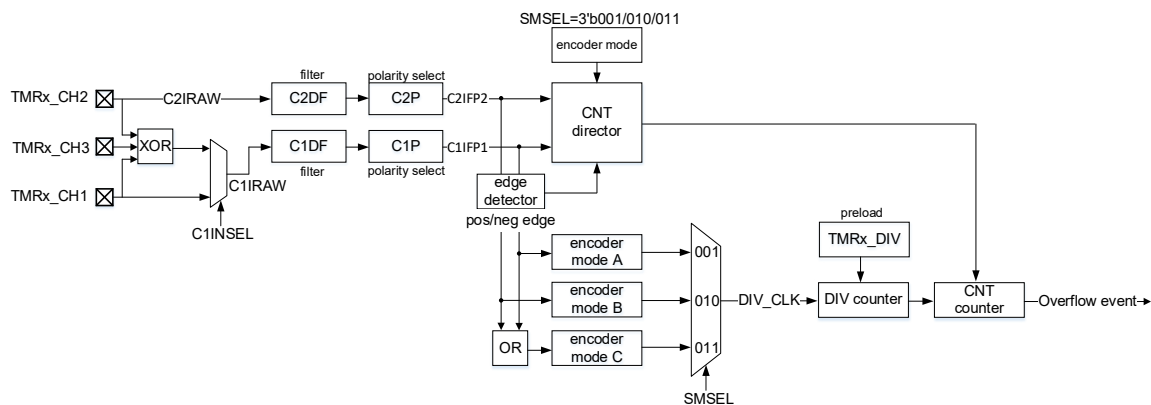 SMSEL=3'b001/010/011
encoder mode
filter
polarity select
TMRx_CH2
C2IRAW
C2DF
C2P
C2IFP2
CNT
director
TMRx_CH3
XOR
C1DF
C1P
C1IFP1
filter
polarity select
C1IRAW
TMRx_CH1
edge
detector
pos/neg edge
C1INSEL
preload
TMRx_DIV
encoder
mode A
001
encoder
mode B
010
DIV_CLK
DIV counter
CNT
counter
Overflow event
OR
encoder
mode C
011
SMSEL